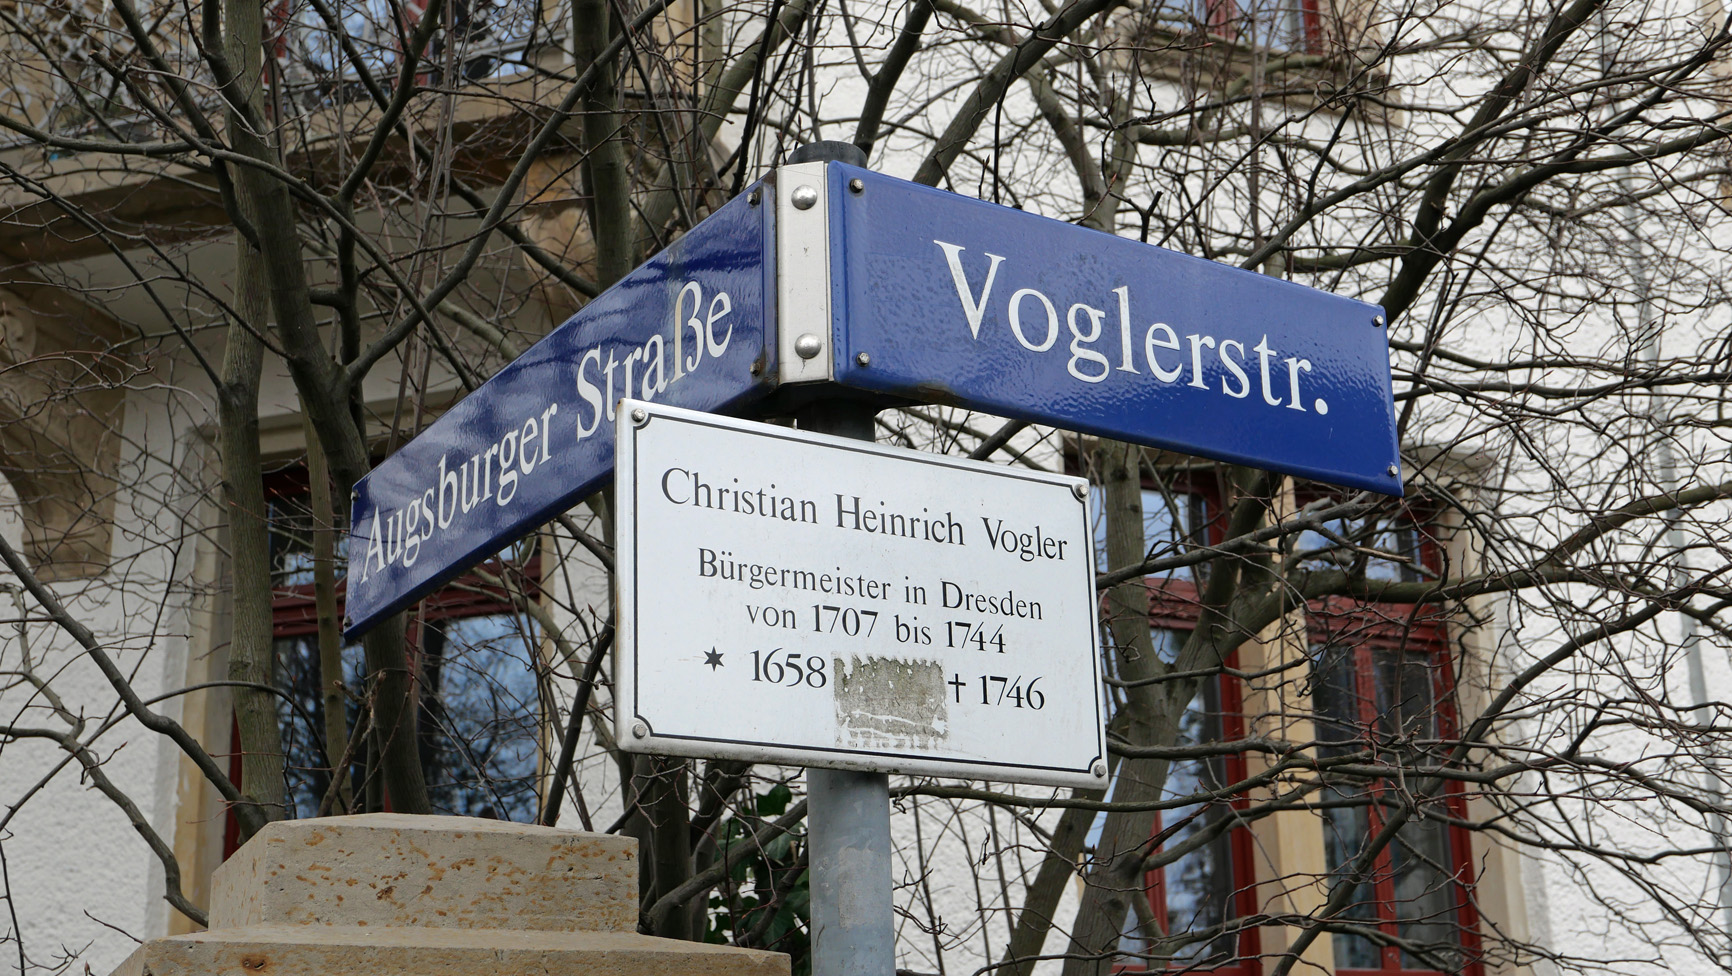 Augsburger Straße
Voglerstr.
Christian Heinrich Vogler
Bürgermeister in Dresden
von 1707 bis 1744
✶ 1658 † 1746